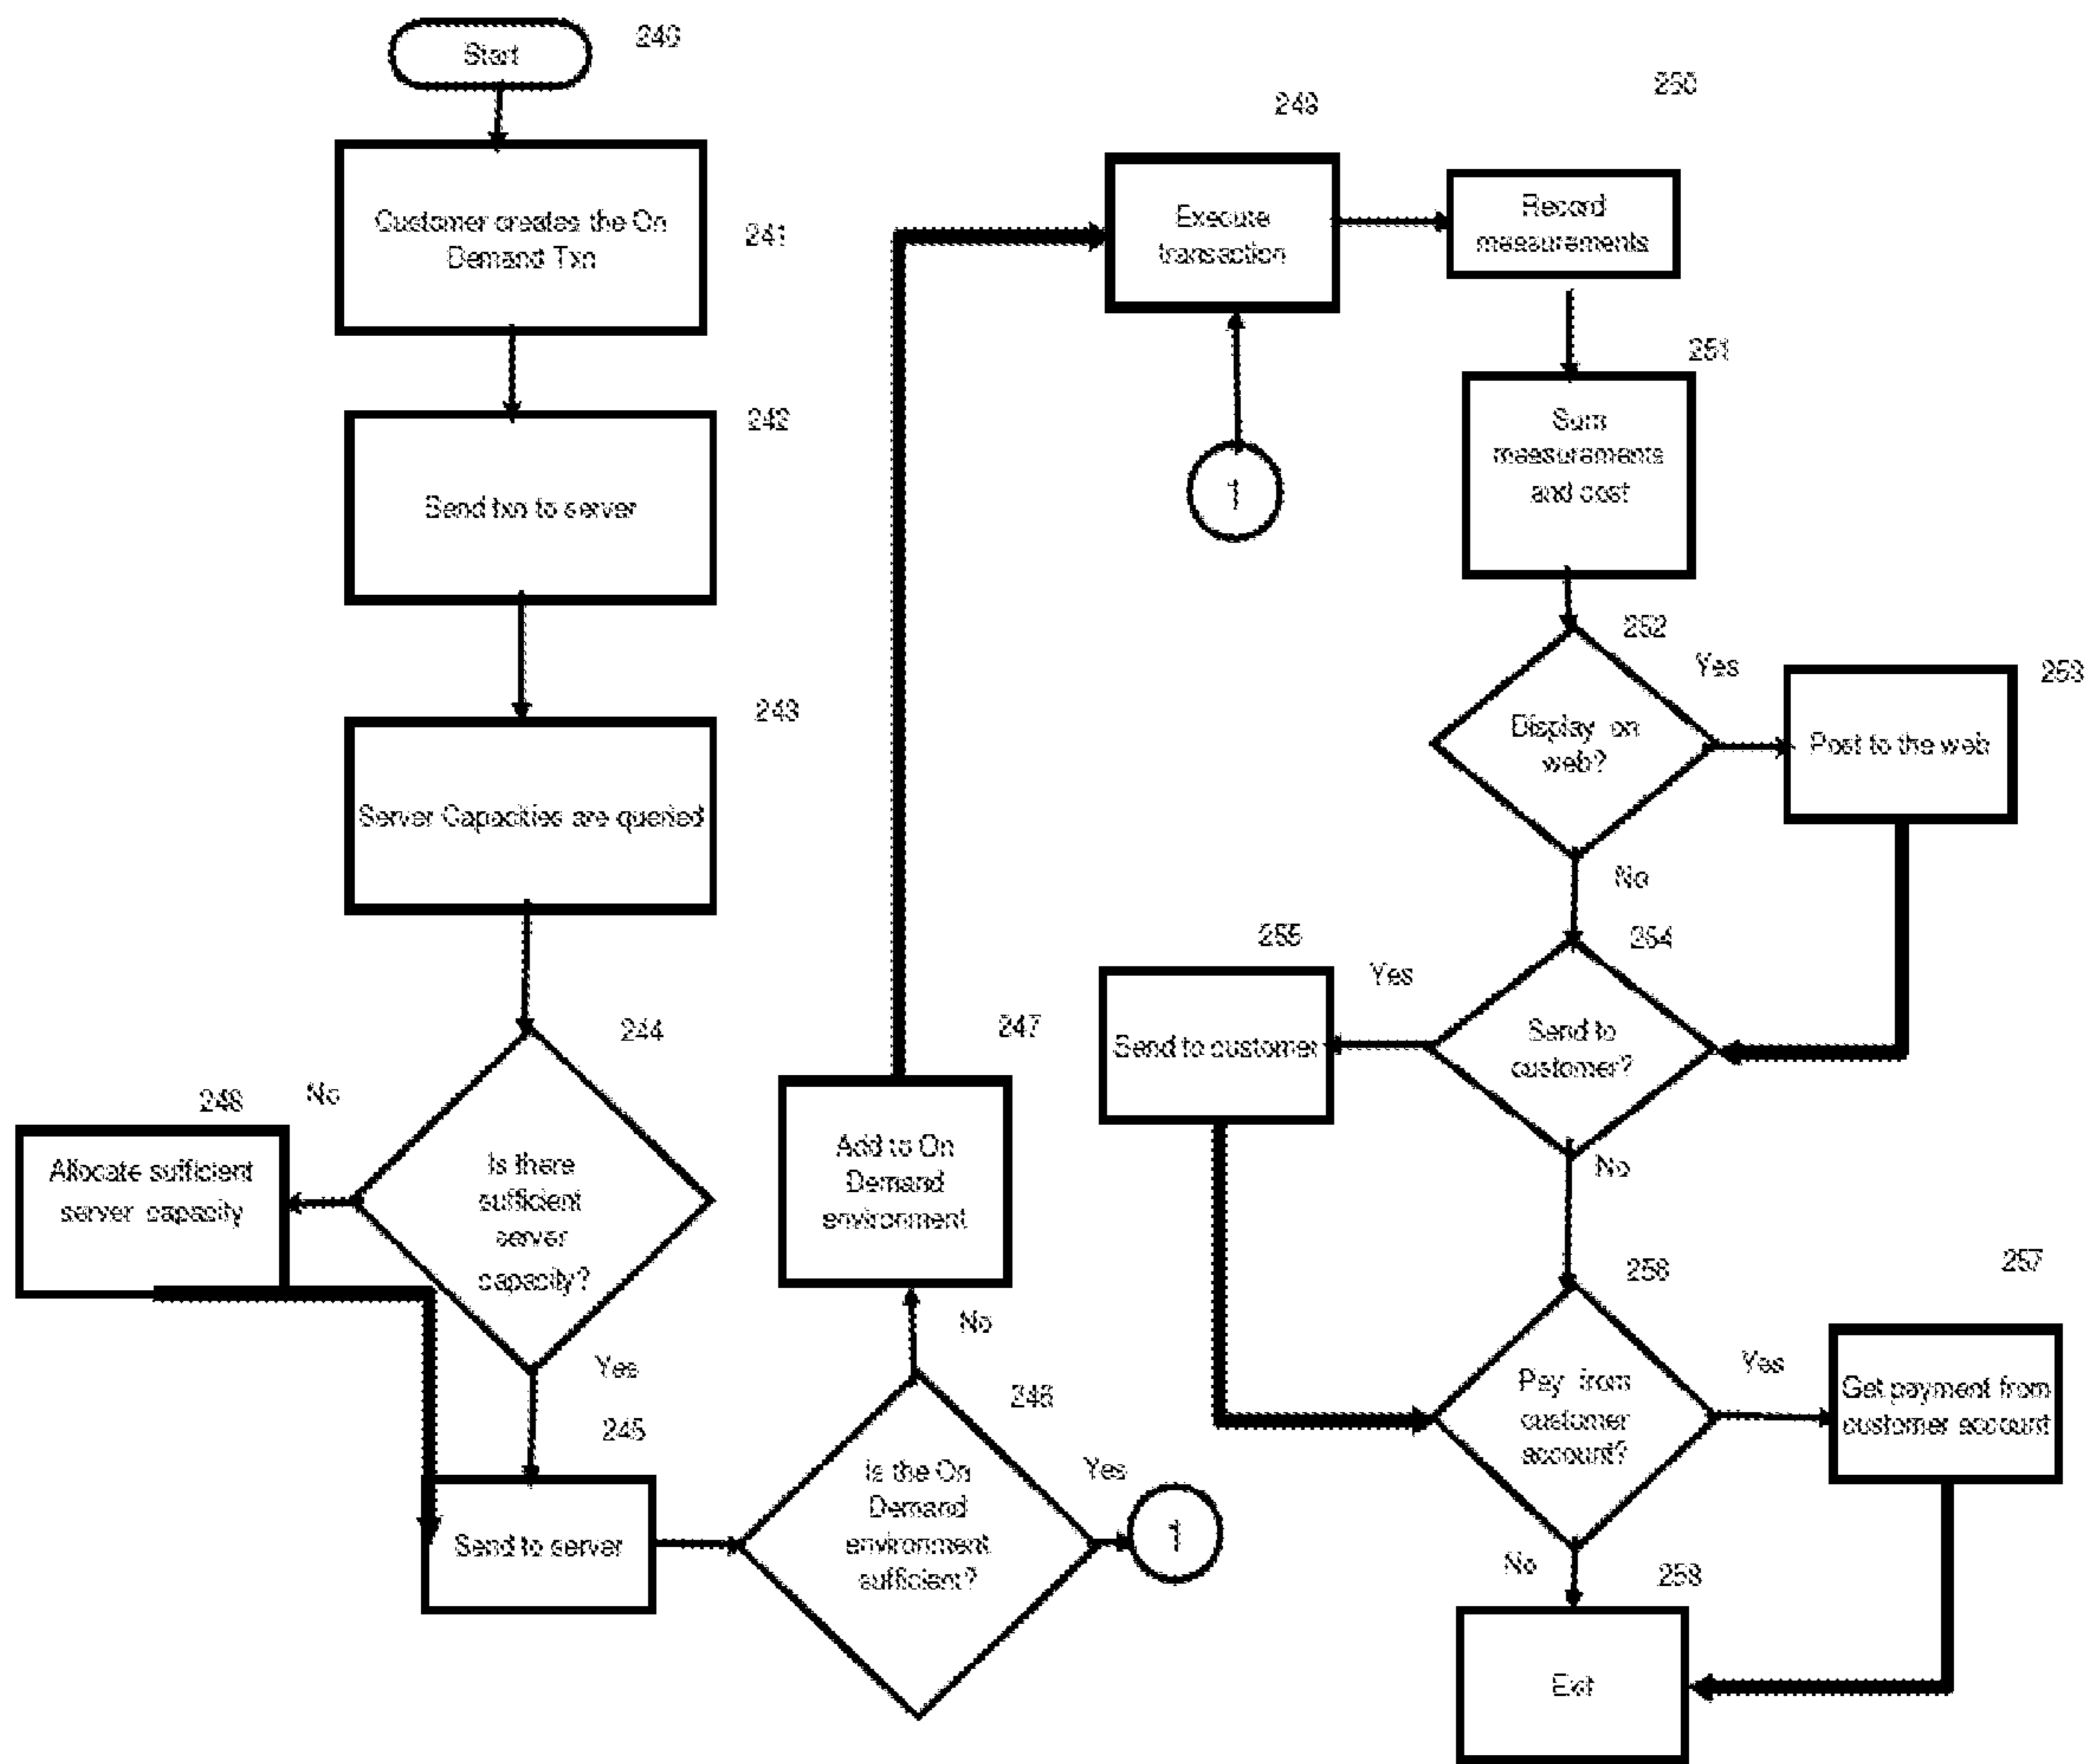 Start
240
Customer creates the On
Demand Txn
241
Send txn to server
242
Server Capacities are queried
243
Is there
sufficient
server
capacity?
244
No
248
Allocate sufficient
server capacity
Yes
245
Send to server
Is the On
Demand
environment
sufficient?
246
Yes
1
No
247
Add to On
Demand
environment
249
Execute
transaction
1
250
Record
measurements
251
Sum
measurements
and cost
252
Display on
web?
Yes
253
Post to the web
No
254
Send to
customer?
Yes
255
Send to customer
No
256
Pay from
customer
account?
Yes
257
Get payment from
customer account
No
258
Exit